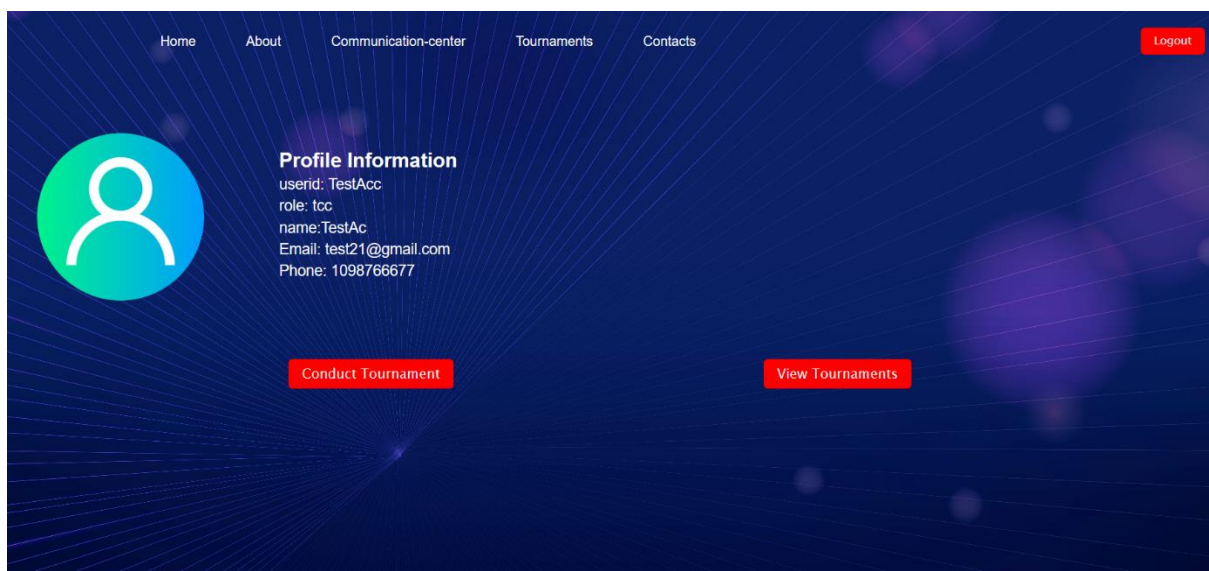 Home About Communication-center Tournaments Contacts Logout
Profile Information
userid: TestAcc
role: tcc
name:TestAc
Email: test21@gmail.com
Phone: 1098766677
Conduct Tournament View Tournaments